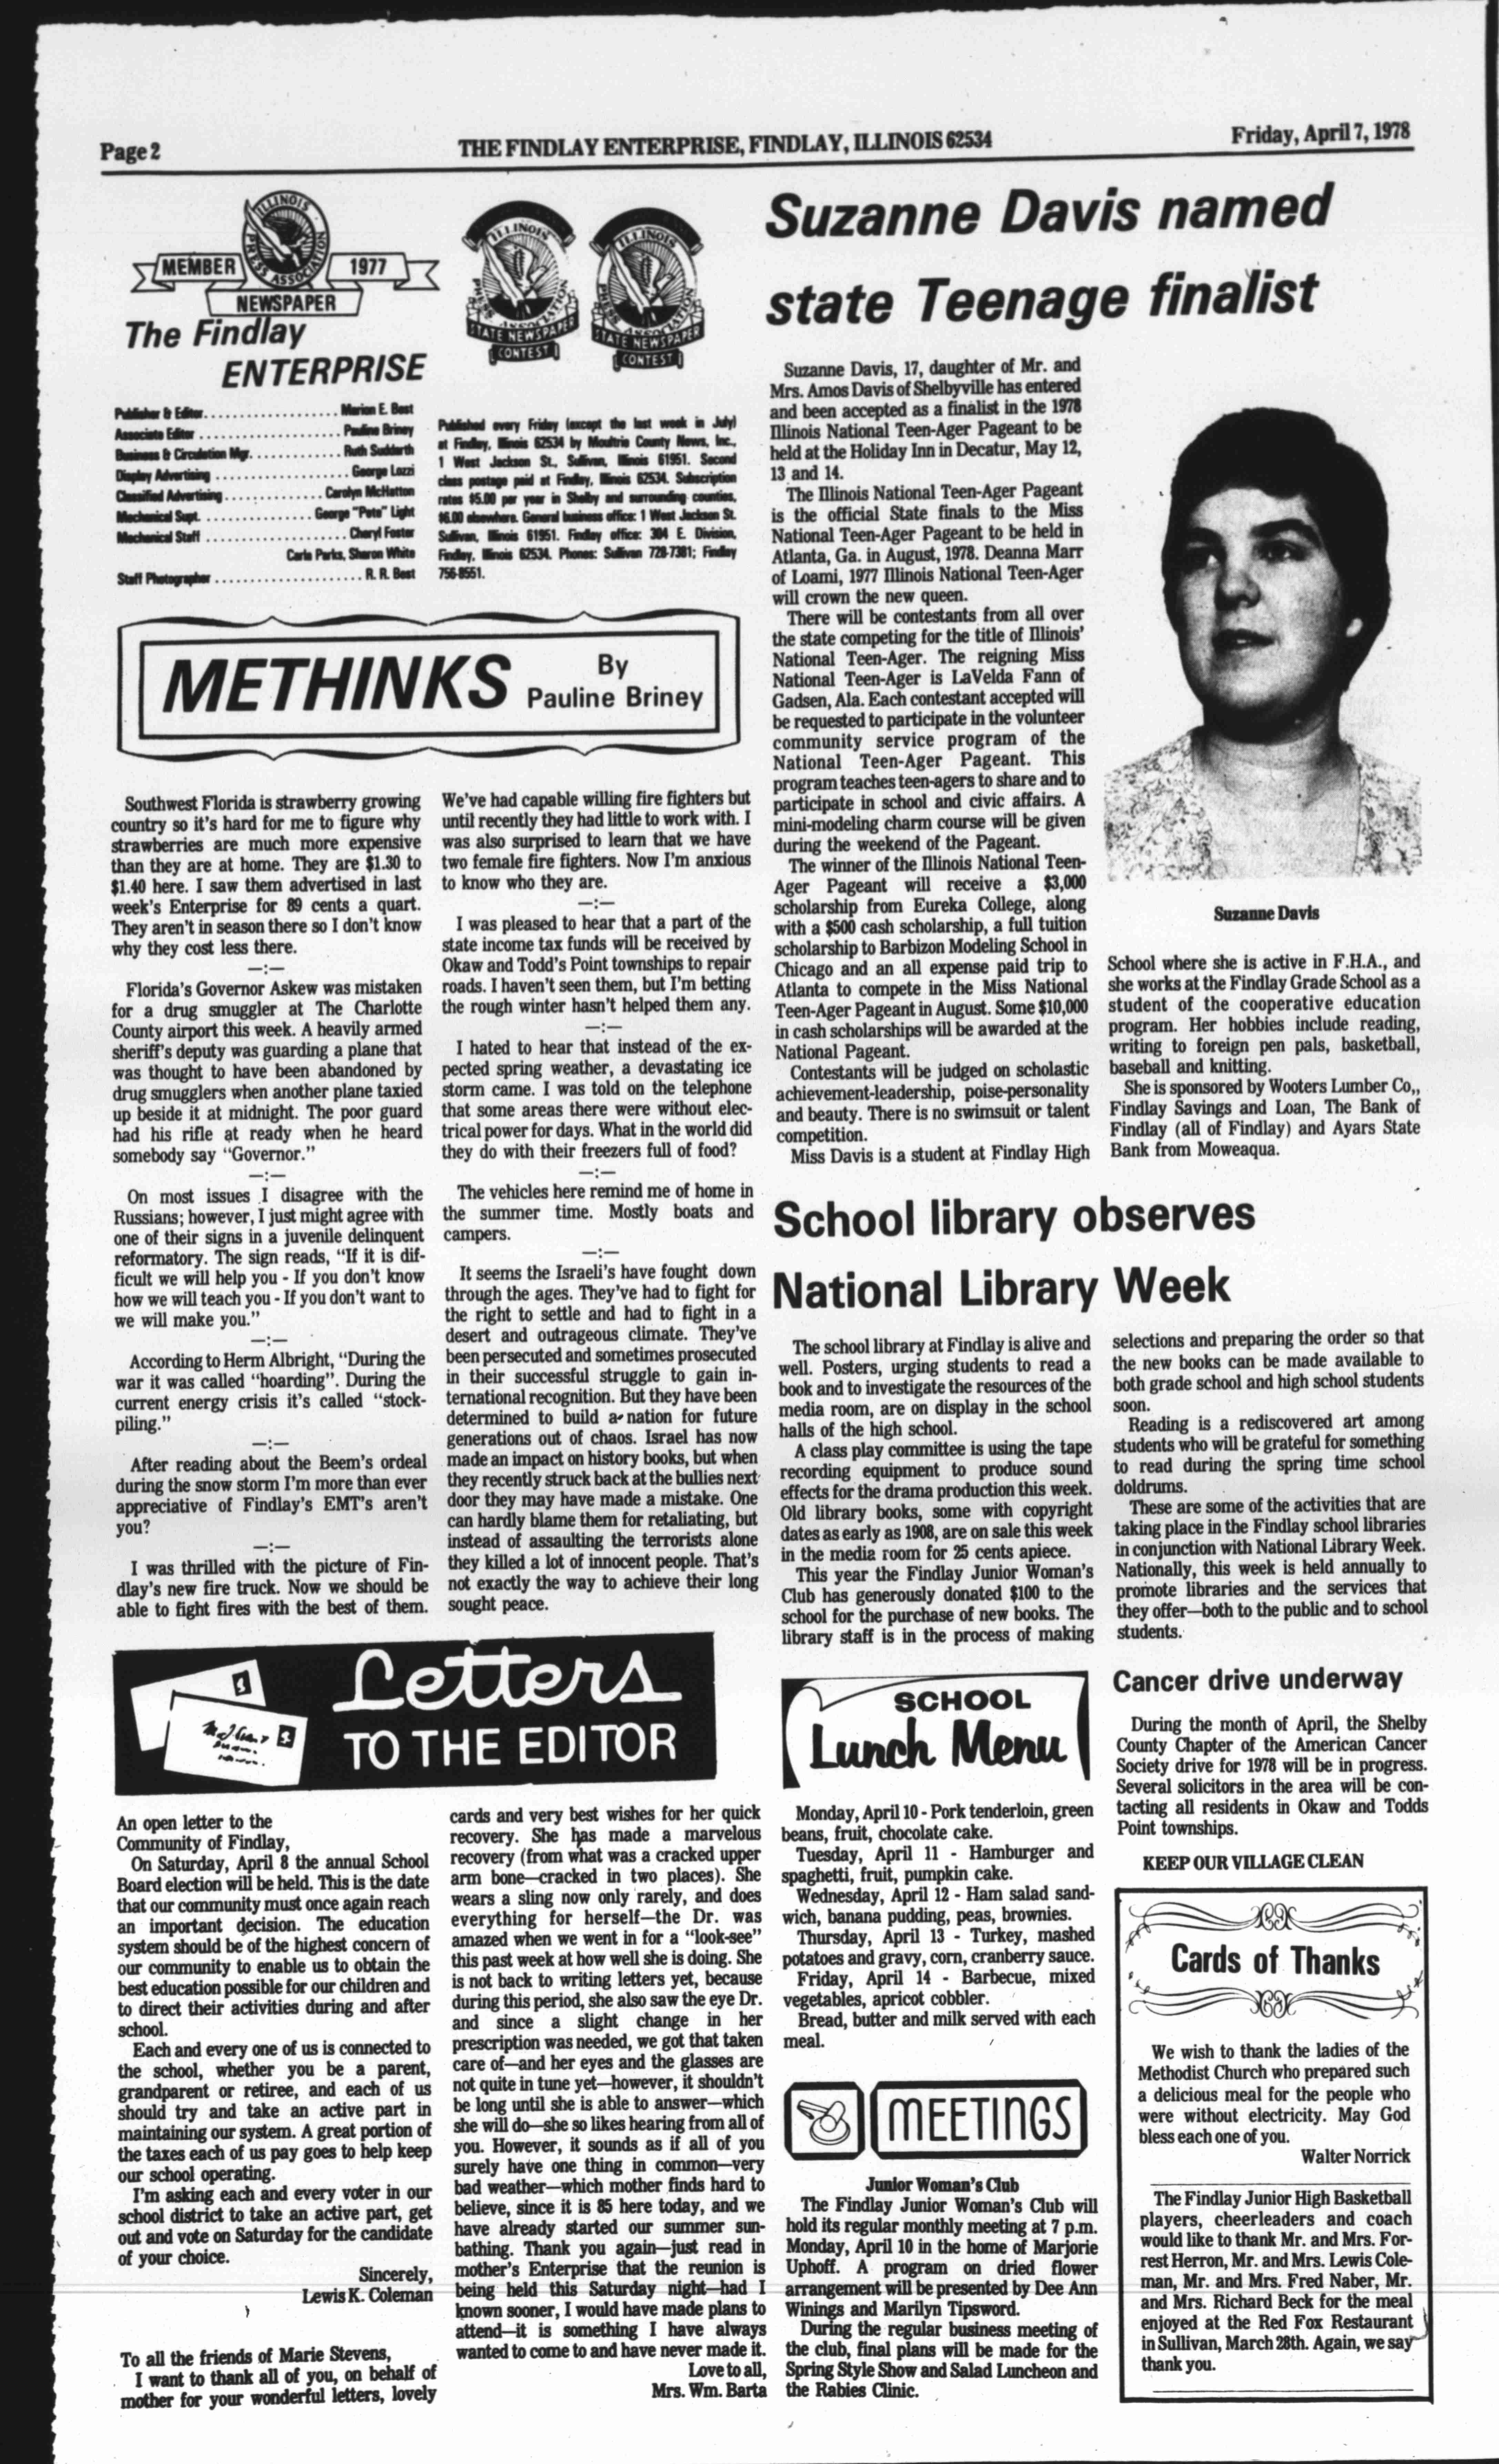 Page 2
THE FINDLAY ENTERPRISE, FINDLAY, ILLINOIS 62534
Friday, April 7, 1978
ILLINOIS
PRESS ASSOCIATION
MEMBER
1977
NEWSPAPER
The Findlay
ENTERPRISE
ILLINOIS
PRESS ASSOCIATION
STATE NEWSPAPER
CONTEST
ILLINOIS
PRESS ASSOCIATION
STATE NEWSPAPER
CONTEST
Publisher & Editor. . . . . . . . . . . . . . . . . Marion E. Best
Associate Editor . . . . . . . . . . . . . . . . . . Pauline Briney
Business & Circulation Mgr. . . . . . . . . . . . Ruth Suddarth
Display Advertising . . . . . . . . . . . . . . . . . George Lozzi
Classified Advertising . . . . . . . . . . . . . Carolyn McHatton
Mechanical Supt. . . . . . . . . . . . . . . George "Pete" Light
Mechanical Staff . . . . . . . . . . . . . . . . . . Cheryl Foster
Carla Parks, Sharon White
Staff Photographer . . . . . . . . . . . . . . . . . . . R. R. Best
Published every Friday (except the last week in July)
at Findlay, Illinois 62534 by Moultrie County News, Inc.,
1 West Jackson St., Sullivan, Illinois 61951. Second
class postage paid at Findlay, Illinois 62534. Subscription
rates $5.00 per year in Shelby and surrounding counties,
$6.00 elsewhere. General business office: 1 West Jackson St.
Sullivan, Illinois 61951. Findlay office: 304 E. Division,
Findlay, Illinois 62534. Phones: Sullivan 728-7381; Findlay
756-8551.
METHINKS
By
Pauline Briney
Southwest Florida is strawberry growing
country so it's hard for me to figure why
strawberries are much more expensive
than they are at home. They are $1.30 to
$1.40 here. I saw them advertised in last
week's Enterprise for 89 cents a quart.
They aren't in season there so I don't know
why they cost less there.
—:—
Florida's Governor Askew was mistaken
for a drug smuggler at The Charlotte
County airport this week. A heavily armed
sheriff's deputy was guarding a plane that
was thought to have been abandoned by
drug smugglers when another plane taxied
up beside it at midnight. The poor guard
had his rifle at ready when he heard
somebody say "Governor."
—:—
On most issues I disagree with the
Russians; however, I just might agree with
one of their signs in a juvenile delinquent
reformatory. The sign reads, "If it is dif-
ficult we will help you - If you don't know
how we will teach you - If you don't want to
we will make you."
—:—
According to Herm Albright, "During the
war it was called "hoarding". During the
current energy crisis it's called "stock-
piling."
—:—
After reading about the Beem's ordeal
during the snow storm I'm more than ever
appreciative of Findlay's EMT's aren't
you?
—:—
I was thrilled with the picture of Fin-
dlay's new fire truck. Now we should be
able to fight fires with the best of them.
We've had capable willing fire fighters but
until recently they had little to work with. I
was also surprised to learn that we have
two female fire fighters. Now I'm anxious
to know who they are.
—:—
I was pleased to hear that a part of the
state income tax funds will be received by
Okaw and Todd's Point townships to repair
roads. I haven't seen them, but I'm betting
the rough winter hasn't helped them any.
—:—
I hated to hear that instead of the ex-
pected spring weather, a devastating ice
storm came. I was told on the telephone
that some areas there were without elec-
trical power for days. What in the world did
they do with their freezers full of food?
—:—
The vehicles here remind me of home in
the summer time. Mostly boats and
campers.
—:—
It seems the Israeli's have fought down
through the ages. They've had to fight for
the right to settle and had to fight in a
desert and outrageous climate. They've
been persecuted and sometimes prosecuted
in their successful struggle to gain in-
ternational recognition. But they have been
determined to build a nation for future
generations out of chaos. Israel has now
made an impact on history books, but when
they recently struck back at the bullies next
door they may have made a mistake. One
can hardly blame them for retaliating, but
instead of assaulting the terrorists alone
they killed a lot of innocent people. That's
not exactly the way to achieve their long
sought peace.
Suzanne Davis named
state Teenage finalist
Suzanne Davis, 17, daughter of Mr. and
Mrs. Amos Davis of Shelbyville has entered
and been accepted as a finalist in the 1978
Illinois National Teen-Ager Pageant to be
held at the Holiday Inn in Decatur, May 12,
13 and 14.
The Illinois National Teen-Ager Pageant
is the official State finals to the Miss
National Teen-Ager Pageant to be held in
Atlanta, Ga. in August, 1978. Deanna Marr
of Loami, 1977 Illinois National Teen-Ager
will crown the new queen.
There will be contestants from all over
the state competing for the title of Illinois'
National Teen-Ager. The reigning Miss
National Teen-Ager is LaVelda Fann of
Gadsen, Ala. Each contestant accepted will
be requested to participate in the volunteer
community service program of the
National Teen-Ager Pageant. This
program teaches teen-agers to share and to
participate in school and civic affairs. A
mini-modeling charm course will be given
during the weekend of the Pageant.
The winner of the Illinois National Teen-
Ager Pageant will receive a $3,000
scholarship from Eureka College, along
with a $500 cash scholarship, a full tuition
scholarship to Barbizon Modeling School in
Chicago and an all expense paid trip to
Atlanta to compete in the Miss National
Teen-Ager Pageant in August. Some $10,000
in cash scholarships will be awarded at the
National Pageant.
Contestants will be judged on scholastic
achievement-leadership, poise-personality
and beauty. There is no swimsuit or talent
competition.
Miss Davis is a student at Findlay High
Suzanne Davis
School where she is active in F.H.A., and
she works at the Findlay Grade School as a
student of the cooperative education
program. Her hobbies include reading,
writing to foreign pen pals, basketball,
baseball and knitting.
She is sponsored by Wooters Lumber Co,,
Findlay Savings and Loan, The Bank of
Findlay (all of Findlay) and Ayars State
Bank from Moweaqua.
School library observes
National Library Week
The school library at Findlay is alive and
well. Posters, urging students to read a
book and to investigate the resources of the
media room, are on display in the school
halls of the high school.
A class play committee is using the tape
recording equipment to produce sound
effects for the drama production this week.
Old library books, some with copyright
dates as early as 1908, are on sale this week
in the media room for 25 cents apiece.
This year the Findlay Junior Woman's
Club has generously donated $100 to the
school for the purchase of new books. The
library staff is in the process of making
selections and preparing the order so that
the new books can be made available to
both grade school and high school students
soon.
Reading is a rediscovered art among
students who will be grateful for something
to read during the spring time school
doldrums.
These are some of the activities that are
taking place in the Findlay school libraries
in conjunction with National Library Week.
Nationally, this week is held annually to
promote libraries and the services that
they offer—both to the public and to school
students.
Letters
TO THE EDITOR
An open letter to the
Community of Findlay,
On Saturday, April 8 the annual School
Board election will be held. This is the date
that our community must once again reach
an important decision. The education
system should be of the highest concern of
our community to enable us to obtain the
best education possible for our children and
to direct their activities during and after
school.
Each and every one of us is connected to
the school, whether you be a parent,
grandparent or retiree, and each of us
should try and take an active part in
maintaining our system. A great portion of
the taxes each of us pay goes to help keep
our school operating.
I'm asking each and every voter in our
school district to take an active part, get
out and vote on Saturday for the candidate
of your choice.
Sincerely,
Lewis K. Coleman
To all the friends of Marie Stevens,
I want to thank all of you, on behalf of
mother for your wonderful letters, lovely
cards and very best wishes for her quick
recovery. She has made a marvelous
recovery (from what was a cracked upper
arm bone—cracked in two places). She
wears a sling now only rarely, and does
everything for herself—the Dr. was
amazed when we went in for a "look-see"
this past week at how well she is doing. She
is not back to writing letters yet, because
during this period, she also saw the eye Dr.
and since a slight change in her
prescription was needed, we got that taken
care of—and her eyes and the glasses are
not quite in tune yet—however, it shouldn't
be long until she is able to answer—which
she will do—she so likes hearing from all of
you. However, it sounds as if all of you
surely have one thing in common—very
bad weather—which mother finds hard to
believe, since it is 85 here today, and we
have already started our summer sun-
bathing. Thank you again—just read in
mother's Enterprise that the reunion is
being held this Saturday night—had I
known sooner, I would have made plans to
attend—it is something I have always
wanted to come to and have never made it.
Love to all,
Mrs. Wm. Barta
SCHOOL
Lunch Menu
Monday, April 10 - Pork tenderloin, green
beans, fruit, chocolate cake.
Tuesday, April 11 - Hamburger and
spaghetti, fruit, pumpkin cake.
Wednesday, April 12 - Ham salad sand-
wich, banana pudding, peas, brownies.
Thursday, April 13 - Turkey, mashed
potatoes and gravy, corn, cranberry sauce.
Friday, April 14 - Barbecue, mixed
vegetables, apricot cobbler.
Bread, butter and milk served with each
meal.
MEETINGS
Junior Woman's Club
The Findlay Junior Woman's Club will
hold its regular monthly meeting at 7 p.m.
Monday, April 10 in the home of Marjorie
Uphoff. A program on dried flower
arrangement will be presented by Dee Ann
Winings and Marilyn Tipsword.
During the regular business meeting of
the club, final plans will be made for the
Spring Style Show and Salad Luncheon and
the Rabies Clinic.
Cancer drive underway
During the month of April, the Shelby
County Chapter of the American Cancer
Society drive for 1978 will be in progress.
Several solicitors in the area will be con-
tacting all residents in Okaw and Todds
Point townships.
KEEP OUR VILLAGE CLEAN
Cards of Thanks
We wish to thank the ladies of the
Methodist Church who prepared such
a delicious meal for the people who
were without electricity. May God
bless each one of you.
Walter Norrick
The Findlay Junior High Basketball
players, cheerleaders and coach
would like to thank Mr. and Mrs. For-
rest Herron, Mr. and Mrs. Lewis Cole-
man, Mr. and Mrs. Fred Naber, Mr.
and Mrs. Richard Beck for the meal
enjoyed at the Red Fox Restaurant
in Sullivan, March 28th. Again, we say
thank you.